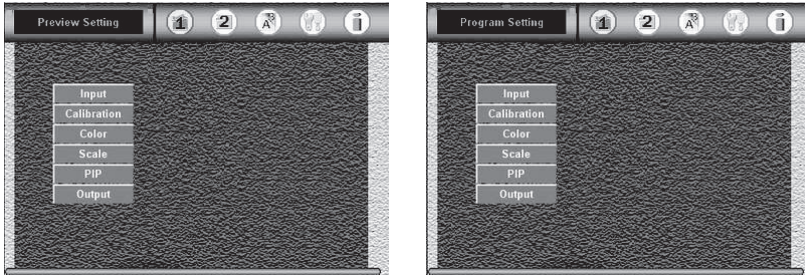 Preview Setting
1
2
A
i
Input
Calibration
Color
Scale
PIP
Output
Program Setting
1
2
A
i
Input
Calibration
Color
Scale
PIP
Output